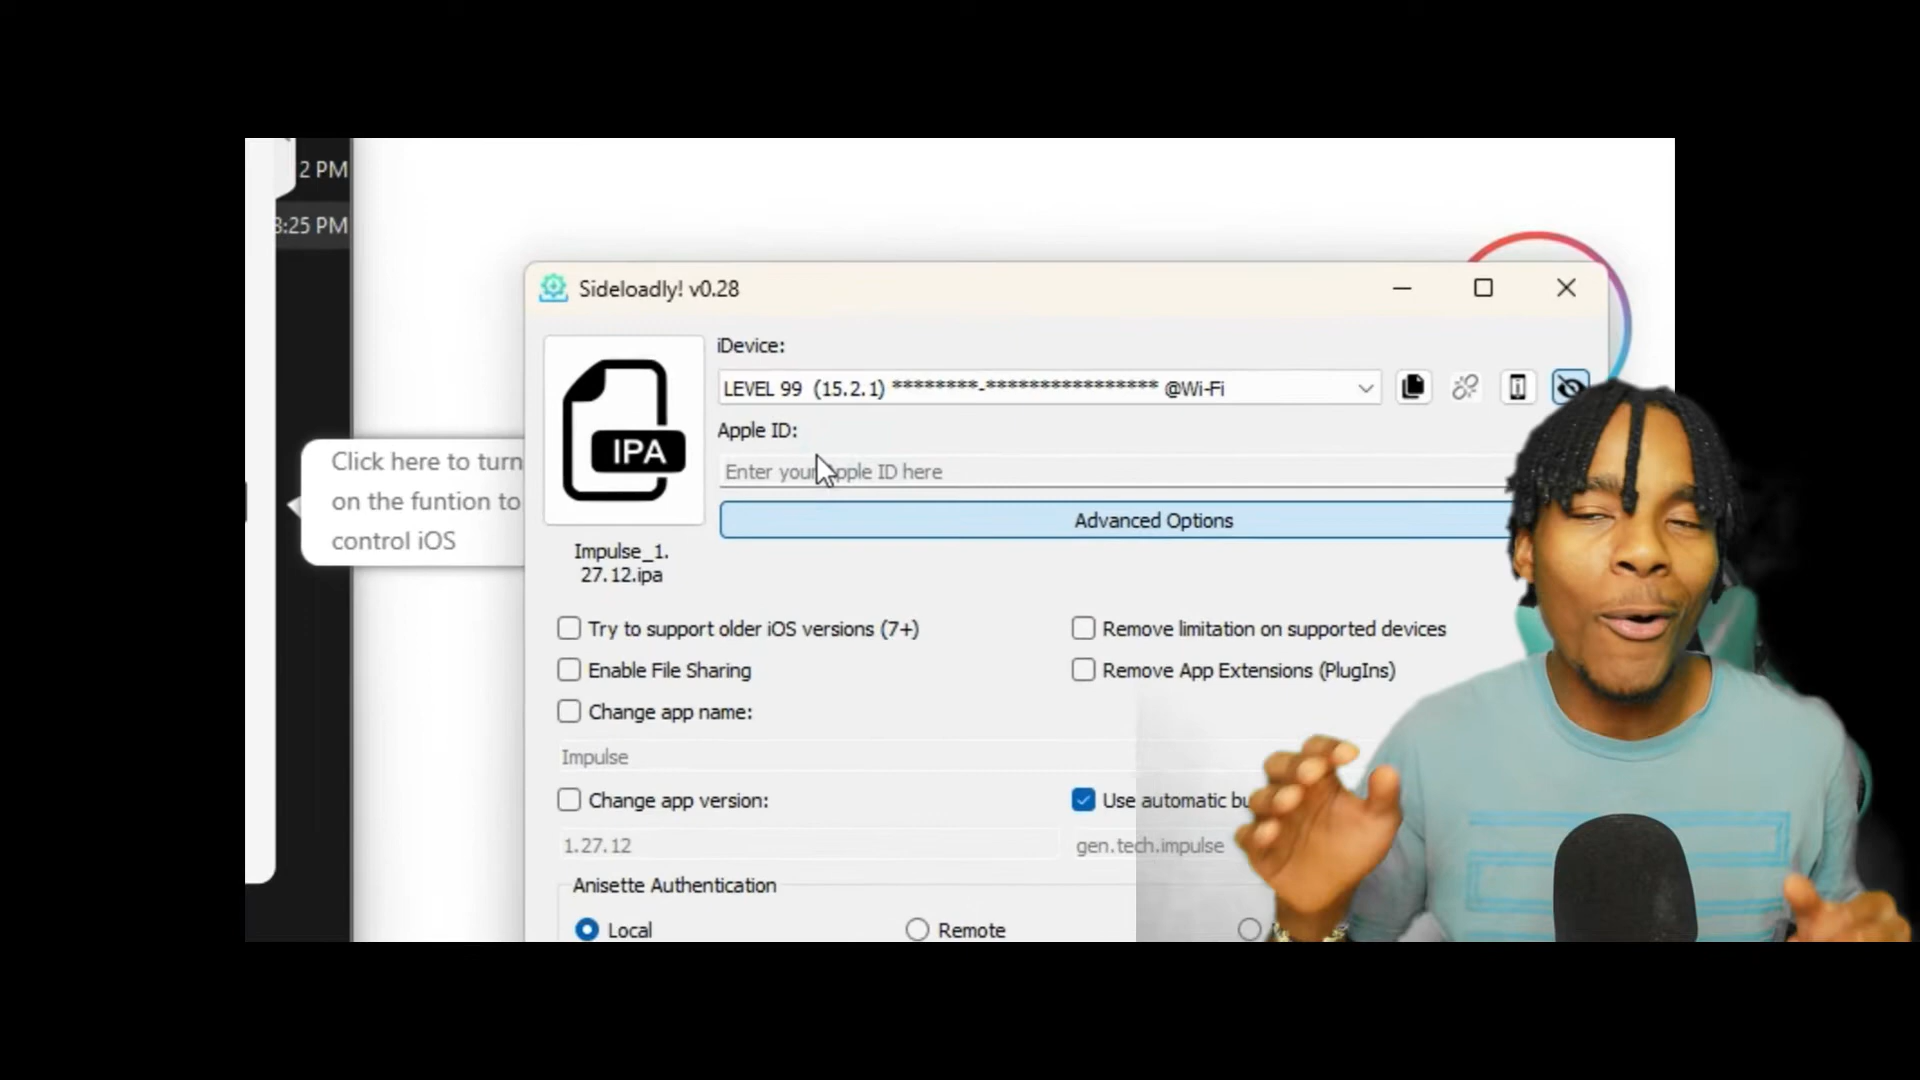 2 PM
3:25 PM
Click here to turn
on the funtion to
control iOS
Sideloadly! v0.28
IPA
Impulse_1.
27.12.ipa
iDevice:
LEVEL 99 (15.2.1) ********-**************** @Wi-Fi
Apple ID:
Enter your Apple ID here
Advanced Options
Try to support older iOS versions (7+)
Remove limitation on supported devices
Enable File Sharing
Remove App Extensions (PlugIns)
Change app name:
Impulse
Change app version:
Use automatic bu
1.27.12
gen.tech.impulse
Anisette Authentication
Local
Remote